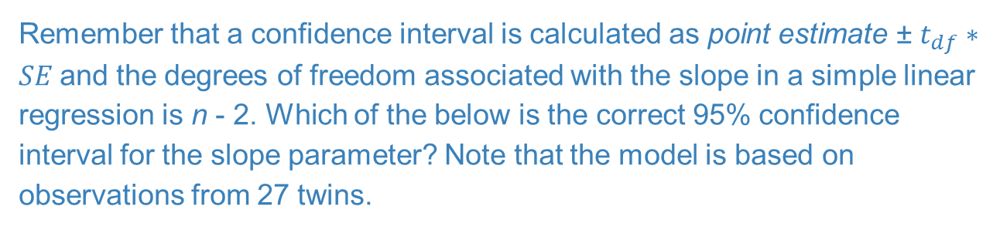 Remember that a confidence interval is calculated as point estimate ± t_df *
SE and the degrees of freedom associated with the slope in a simple linear
regression is n - 2. Which of the below is the correct 95% confidence
interval for the slope parameter? Note that the model is based on
observations from 27 twins.